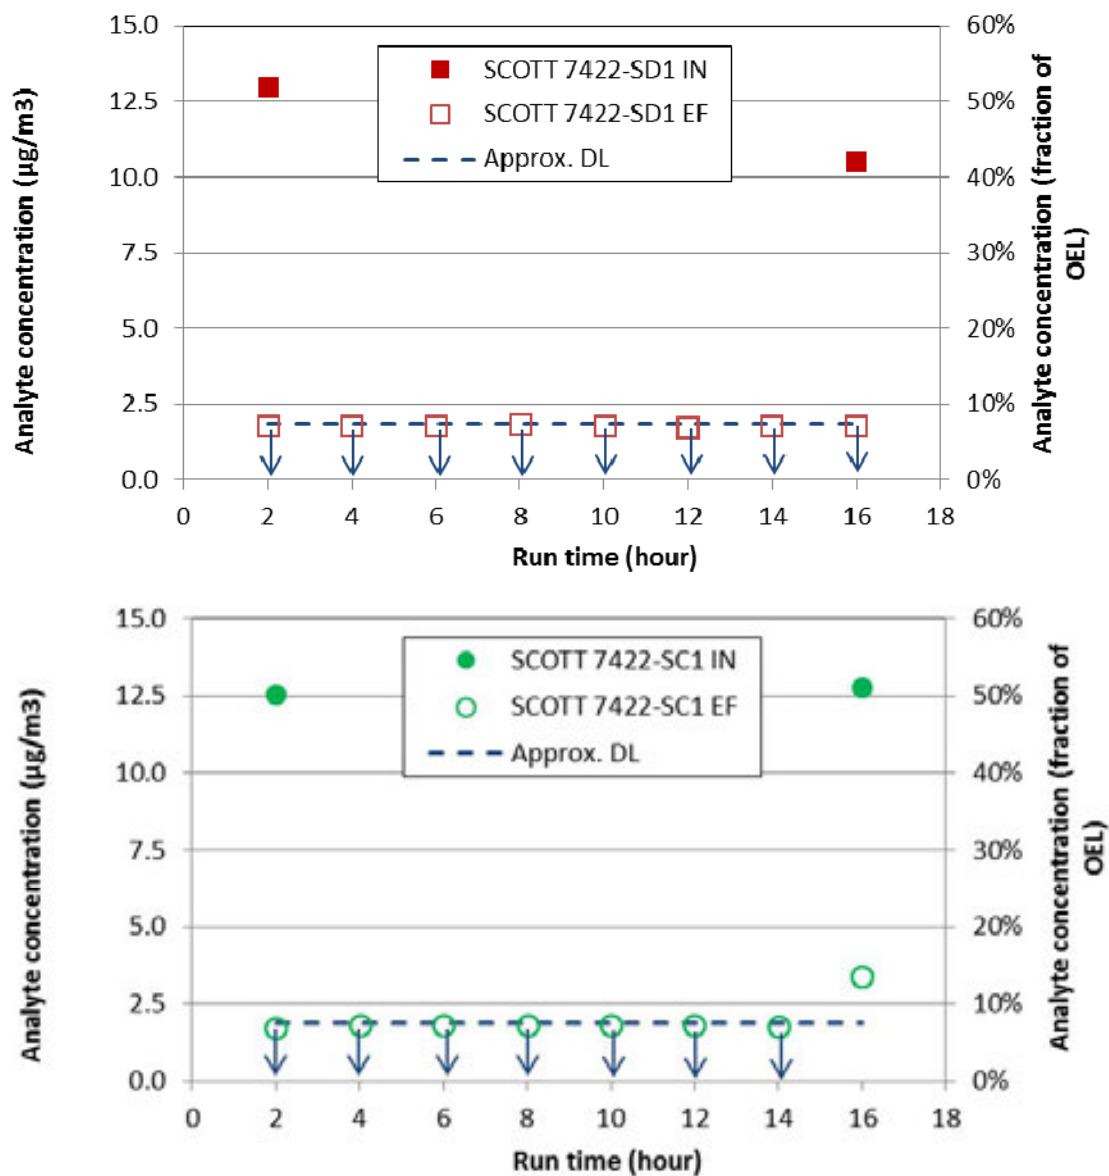 15.0
12.5
10.0
7.5
5.0
2.5
0.0
Analyte concentration (µg/m3)
60%
50%
40%
30%
20%
10%
0%
Analyte concentration (fraction of
OEL)
SCOTT 7422-SD1 IN
SCOTT 7422-SD1 EF
Approx. DL
0 2 4 6 8 10 12 14 16 18
Run time (hour)
15.0
12.5
10.0
7.5
5.0
2.5
0.0
Analyte concentration (µg/m3)
60%
50%
40%
30%
20%
10%
0%
Analyte concentration (fraction of
OEL)
SCOTT 7422-SC1 IN
SCOTT 7422-SC1 EF
Approx. DL
0 2 4 6 8 10 12 14 16 18
Run time (hour)